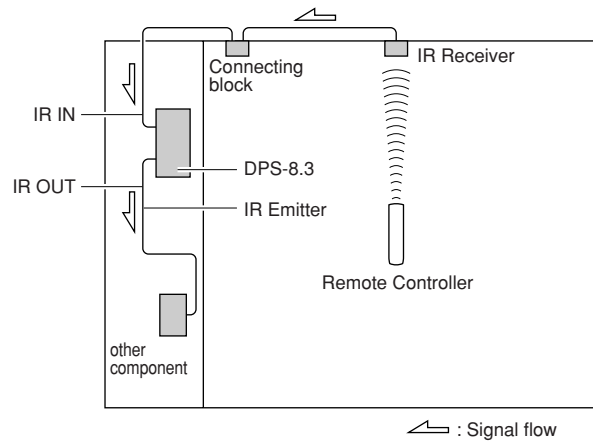 Connecting
block
IR Receiver
IR IN
DPS-8.3
IR OUT
IR Emitter
Remote Controller
other
component
: Signal flow